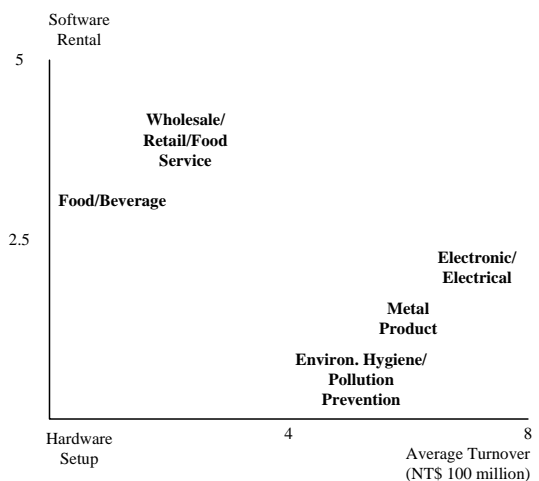 Software
Rental
5
Wholesale/
Retail/Food
Service
Food/Beverage
2.5
Electronic/
Electrical
Metal
Product
Environ. Hygiene/
Pollution
Prevention
Hardware
Setup
4
8
Average Turnover
(NT$ 100 million)